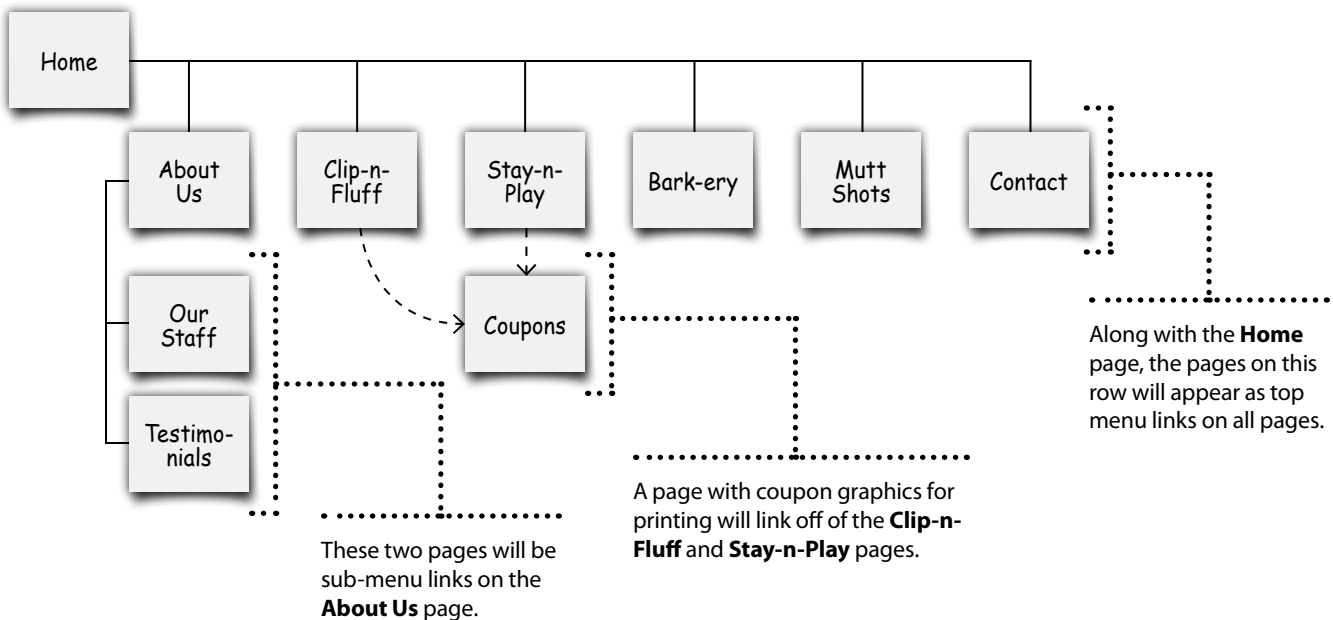 Home
About
Us
Clip-n-
Fluff
Stay-n-
Play
Bark-ery
Mutt
Shots
Contact
Our
Staff
Coupons
Testimo-
nials
Along with the Home
page, the pages on this
row will appear as top
menu links on all pages.
A page with coupon graphics for
printing will link off of the Clip-n-
Fluff and Stay-n-Play pages.
These two pages will be
sub-menu links on the
About Us page.